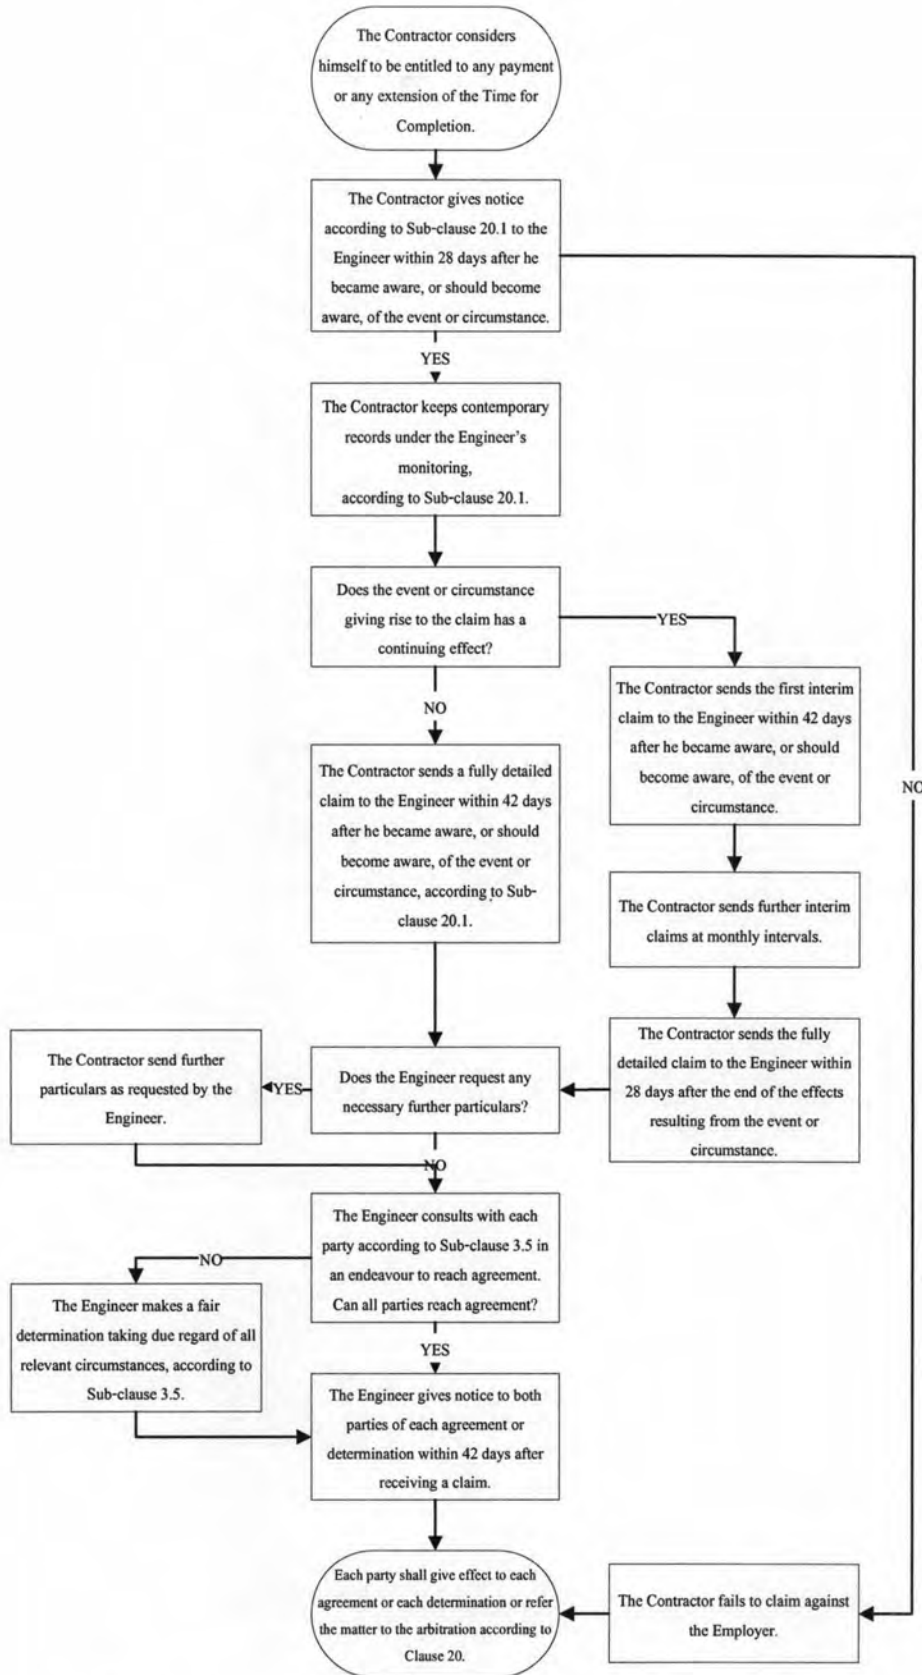 The Contractor considers
himself to be entitled to any payment
or any extension of the Time for
Completion.
The Contractor gives notice
according to Sub-clause 20.1 to the
Engineer within 28 days after he
became aware, or should become
aware, of the event or circumstance.
YES
The Contractor keeps contemporary
records under the Engineer's
monitoring,
according to Sub-clause 20.1.
Does the event or circumstance
giving rise to the claim has a
continuing effect?
YES
NO
The Contractor sends the first interim
claim to the Engineer within 42 days
after he became aware, or should
become aware, of the event or
circumstance.
NO
The Contractor sends a fully detailed
claim to the Engineer within 42 days
after he became aware, or should
become aware, of the event or
circumstance, according to Sub-
clause 20.1.
The Contractor sends further interim
claims at monthly intervals.
The Contractor sends the fully
detailed claim to the Engineer within
28 days after the end of the effects
resulting from the event or
circumstance.
Does the Engineer request any
necessary further particulars?
YES
The Contractor send further
particulars as requested by the
Engineer.
NO
The Engineer consults with each
party according to Sub-clause 3.5 in
an endeavour to reach agreement.
Can all parties reach agreement?
NO
The Engineer makes a fair
determination taking due regard of all
relevant circumstances, according to
Sub-clause 3.5.
YES
The Engineer gives notice to both
parties of each agreement or
determination within 42 days after
receiving a claim.
Each party shall give effect to each
agreement or each determination or refer
the matter to the arbitration according to
Clause 20.
The Contractor fails to claim against
the Employer.